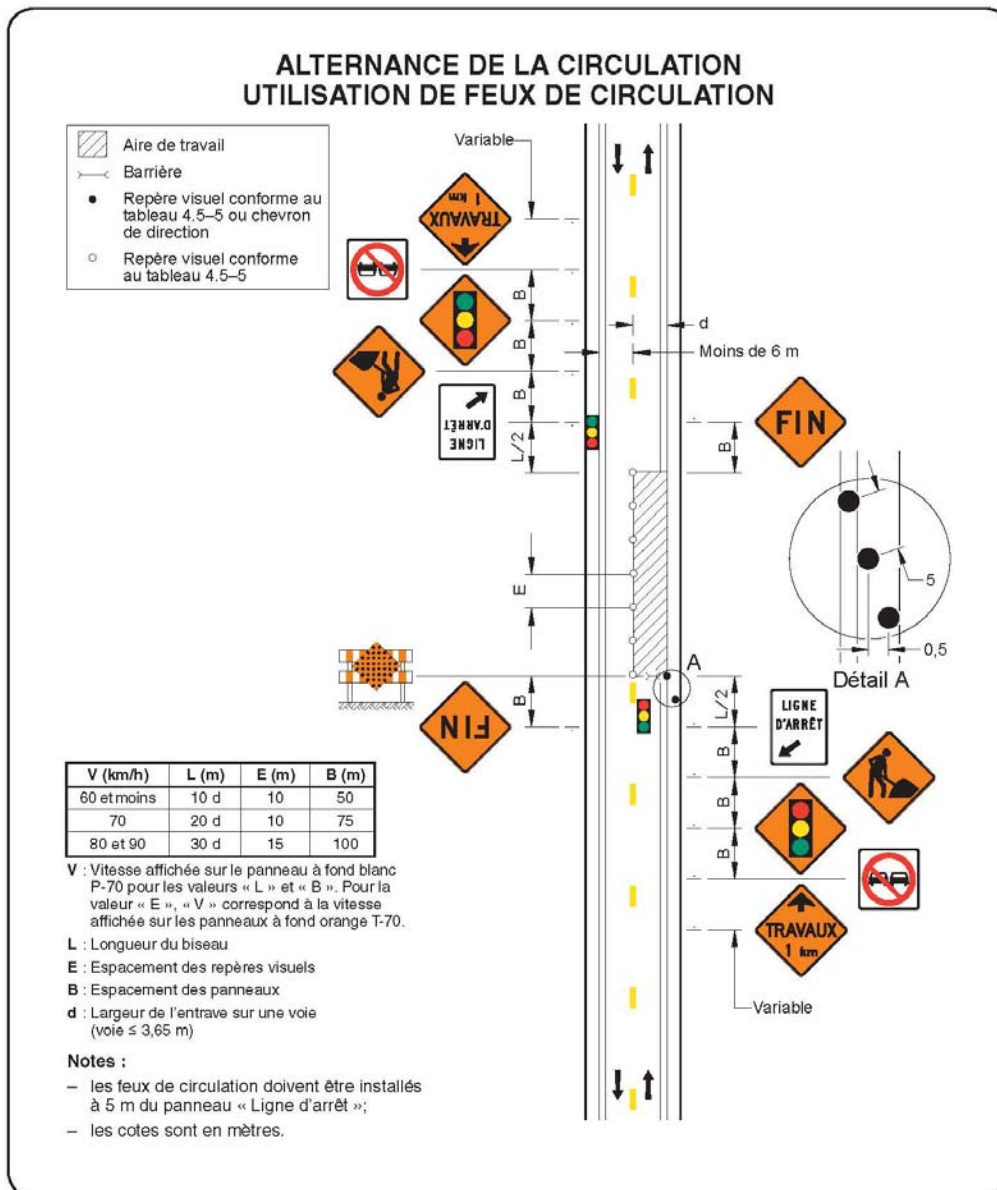 ALTERNANCE DE LA CIRCULATION
UTILISATION DE FEUX DE CIRCULATION
Aire de travail
Barrière
Repère visuel conforme au
tableau 4.5–5 ou chevron
de direction
Repère visuel conforme
au tableau 4.5–5
Variable
TRAVAUX
1 km
B
B
B
L/2
LIGNE
D'ARRÊT
d
Moins de 6 m
FIN
B
E
5
0,5
Détail A
A
B
FIN
L/2
LIGNE
D'ARRÊT
B
B
B
TRAVAUX
1 km
Variable
V (km/h) L (m) E (m) B (m)
60 et moins 10 d 10 50
70 20 d 10 75
80 et 90 30 d 15 100
V : Vitesse affichée sur le panneau à fond blanc
P-70 pour les valeurs « L » et « B ». Pour la
valeur « E », « V » correspond à la vitesse
affichée sur les panneaux à fond orange T-70.
L : Longueur du biseau
E : Espacement des repères visuels
B : Espacement des panneaux
d : Largeur de l'entrave sur une voie
(voie ≤ 3,65 m)
Notes :
– les feux de circulation doivent être installés
à 5 m du panneau « Ligne d'arrêt »;
– les cotes sont en mètres.